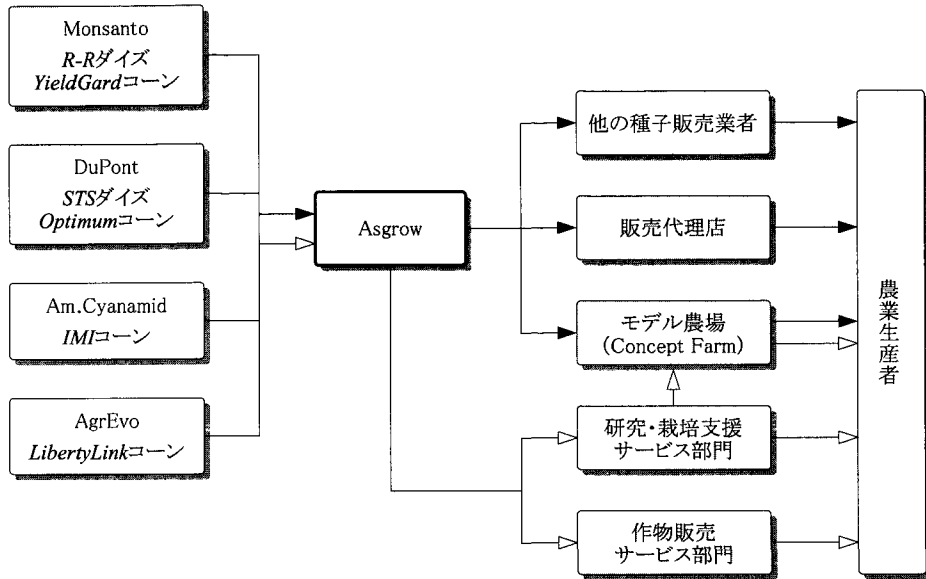 Monsanto
R-Rダイズ
YieldGardコーン
DuPont
STSダイズ
Optimumコーン
Am.Cyanamid
IMIコーン
AgrEvo
LibertyLinkコーン
Asgrow
他の種子販売業者
販売代理店
モデル農場
(Concept Farm)
研究・栽培支援
サービス部門
作物販売
サービス部門
農業生産者